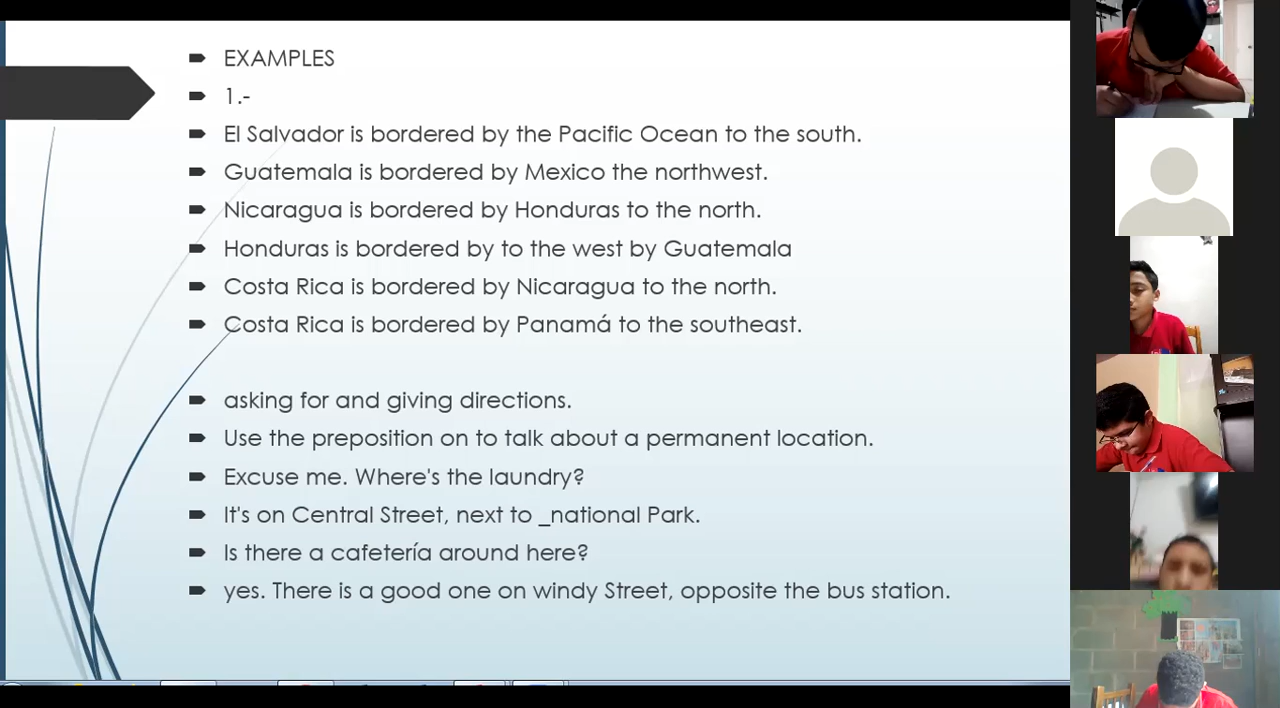 EXAMPLES
1.-
El Salvador is bordered by the Pacific Ocean to the south.
Guatemala is bordered by Mexico the northwest.
Nicaragua is bordered by Honduras to the north.
Honduras is bordered by to the west by Guatemala
Costa Rica is bordered by Nicaragua to the north.
Costa Rica is bordered by Panamá to the southeast.
asking for and giving directions.
Use the preposition on to talk about a permanent location.
Excuse me. Where's the laundry?
It's on Central Street, next to _national Park.
Is there a cafetería around here?
yes. There is a good one on windy Street, opposite the bus station.